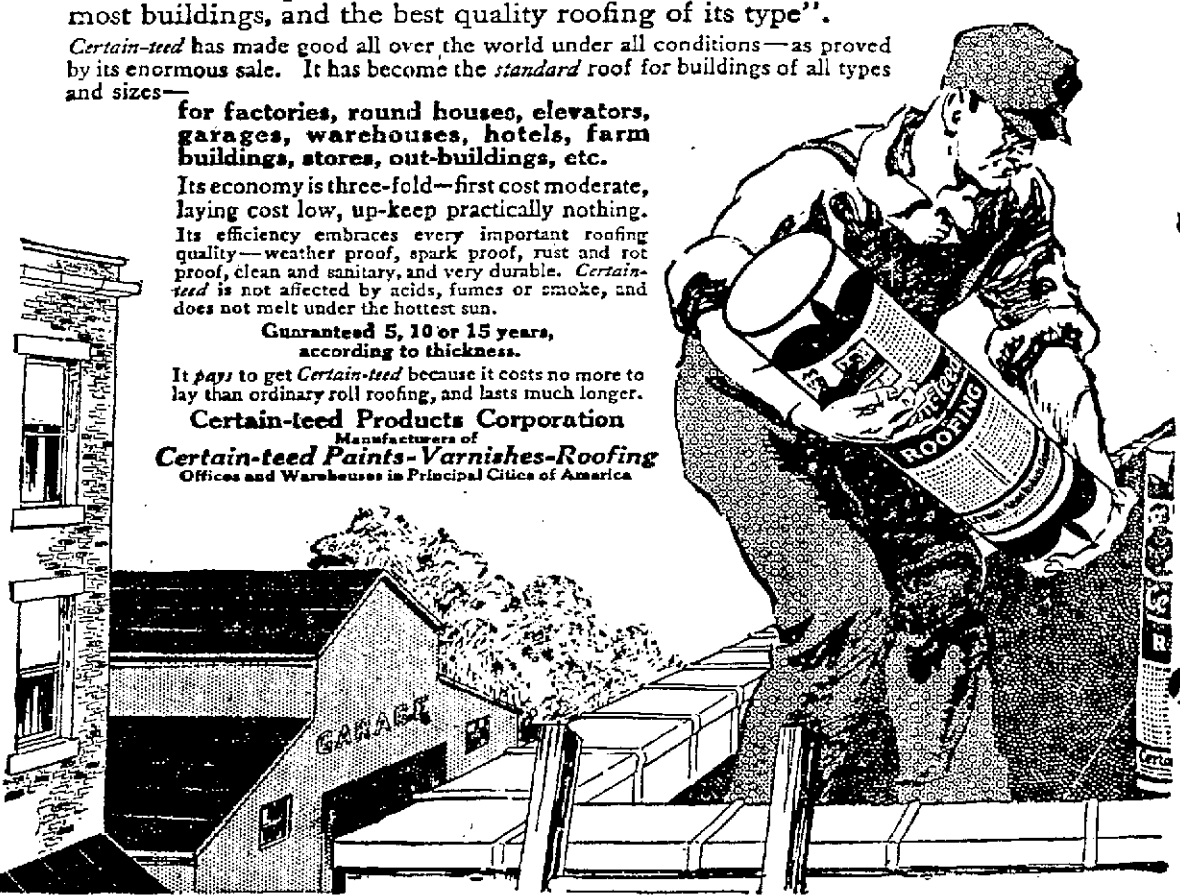 most buildings, and the best quality roofing of its type".
Certain-teed has made good all over the world under all conditions—as proved
by its enormous sale. It has become the standard roof for buildings of all types
and sizes—
for factories, round houses, elevators,
garages, warehouses, hotels, farm
buildings, stores, out-buildings, etc.
Its economy is three-fold—first cost moderate,
laying cost low, up-keep practically nothing.
Its efficiency embraces every important roofing
quality—weather proof, spark proof, rust and rot
proof, clean and sanitary, and very durable. Certain-
teed is not affected by acids, fumes or smoke, and
does not melt under the hottest sun.
Guaranteed 5, 10 or 15 years,
according to thickness.
It pays to get Certain-teed because it costs no more to
lay than ordinary roll roofing, and lasts much longer.
Certain-teed Products Corporation
Manufacturers of
Certain-teed Paints-Varnishes-Roofing
Offices and Warehouses in Principal Cities of America
ROOFING
GARAGE
R